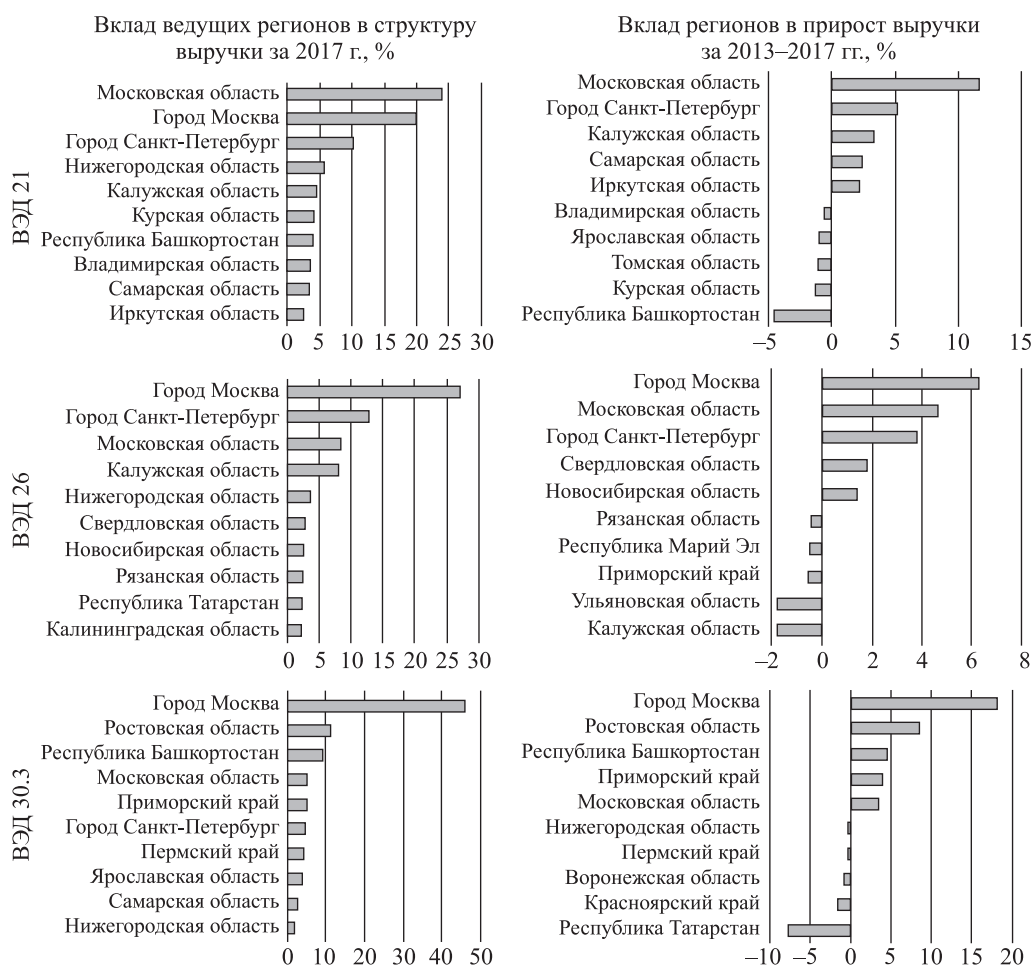 Вклад ведущих регионов в структуру
выручки за 2017 г., %
Вклад регионов в прирост выручки
за 2013–2017 гг., %
ВЭД 21
Московская область
Город Москва
Город Санкт-Петербург
Нижегородская область
Калужская область
Курская область
Республика Башкортостан
Владимирская область
Самарская область
Иркутская область
0 5 10 15 20 25 30
Московская область
Город Санкт-Петербург
Калужская область
Самарская область
Иркутская область
Владимирская область
Ярославская область
Томская область
Курская область
Республика Башкортостан
–5 0 5 10 15
ВЭД 26
Город Москва
Город Санкт-Петербург
Московская область
Калужская область
Нижегородская область
Свердловская область
Новосибирская область
Рязанская область
Республика Татарстан
Калининградская область
0 5 10 15 20 25 30
Город Москва
Московская область
Город Санкт-Петербург
Свердловская область
Новосибирская область
Рязанская область
Республика Марий Эл
Приморский край
Ульяновская область
Калужская область
–2 0 2 4 6 8
ВЭД 30.3
Город Москва
Ростовская область
Республика Башкортостан
Московская область
Приморский край
Город Санкт-Петербург
Пермский край
Ярославская область
Самарская область
Нижегородская область
0 10 20 30 40 50
Город Москва
Ростовская область
Республика Башкортостан
Приморский край
Московская область
Нижегородская область
Пермский край
Воронежская область
Красноярский край
Республика Татарстан
–10 –5 0 5 10 15 20